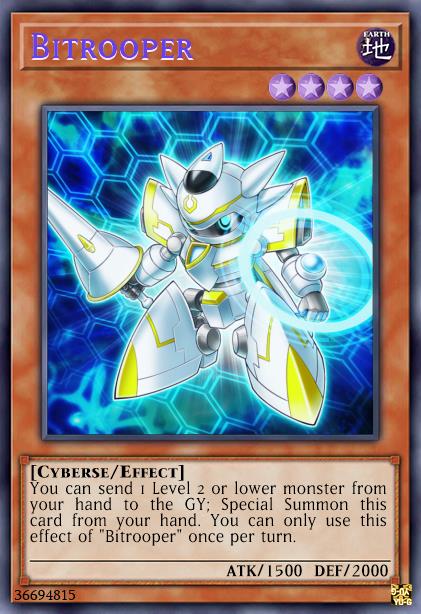 BITROOPER
EARTH
地
[CYBERSE/EFFECT]
You can send 1 Level 2 or lower monster from
your hand to the GY; Special Summon this
card from your hand. You can only use this
effect of "Bitrooper" once per turn.
ATK/1500 DEF/2000
36694815